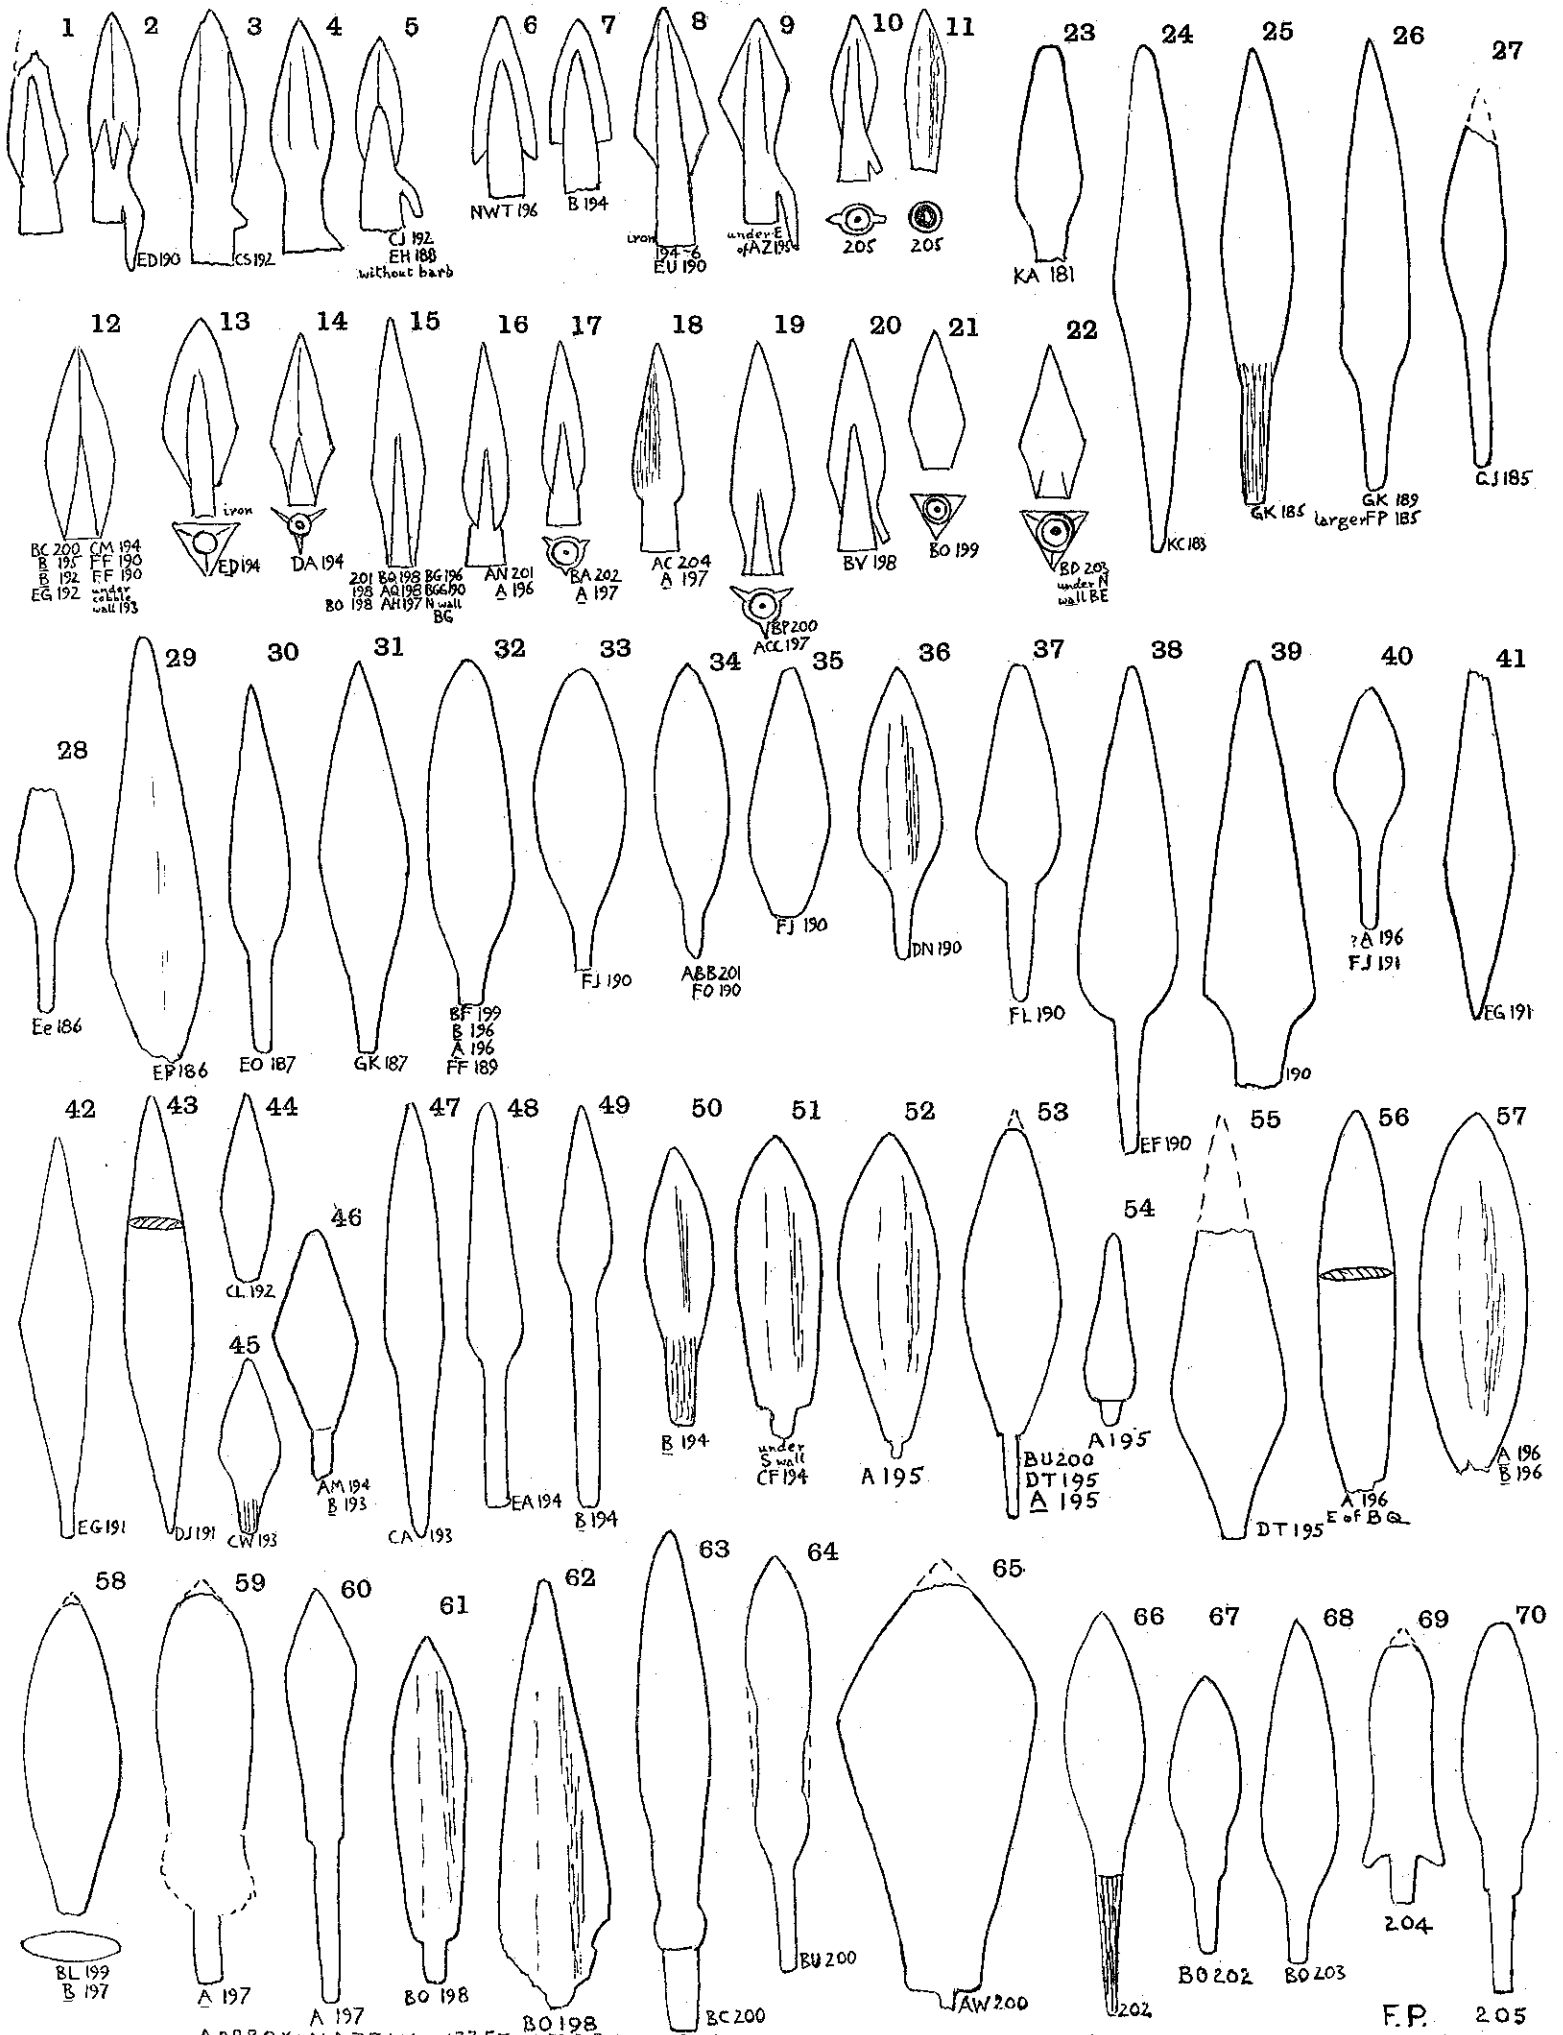 1 2 3 4 5 6 7 8 9 10 11 23 24 25 26 27
ED190
CS192
CJ 192
EH 188
without barb
NWT 196
B 194
iron
194-6
EU 190
under E
of AZ 195
205
205
KA 181
KC183
GK 185
GK 189
larger FP 185
CJ 185
12 13 14 15 16 17 18 19 20 21 22
BC 200 CM 194
B 195 FF 190
B 192 FF 190
EG 192 under
cobble
wall 193
iron
ED194
DA 194
201 BQ 198 BG 196
198 AQ 198 BGG190
BO 198 AH 197 N wall
BG
AN 201
A 196
BA 202
A 197
AC 204
A 197
BP 200
ACC 197
BV 198
BO 199
BD 203
under N
wall BE
28 29 30 31 32 33 34 35 36 37 38 39 40 41
Ee 186
EP 186
EO 187
GK 187
BF 199
B 196
A 196
FF 189
FJ 190
ABB 201
FO 190
FJ 190
DN 190
FL 190
EF 190
190
? A 196
FJ 191
EG 191
42 43 44 45 46 47 48 49 50 51 52 53 54 55 56 57
EG191
DJ191
CL 192
CW 193
AM 194
B 193
CA 193
EA 194
B 194
B 194
under
S wall
CF 194
A 195
BU 200
DT 195
A 195
A 195
DT 195
A 196
E of BQ
A 196
B 196
58 59 60 61 62 63 64 65 66 67 68 69 70
BL 199
B 197
A 197
A 197
BO 198
BO 198
BC 200
BU 200
AW 200
202
BO 202
BO 203
204
205
F.P.